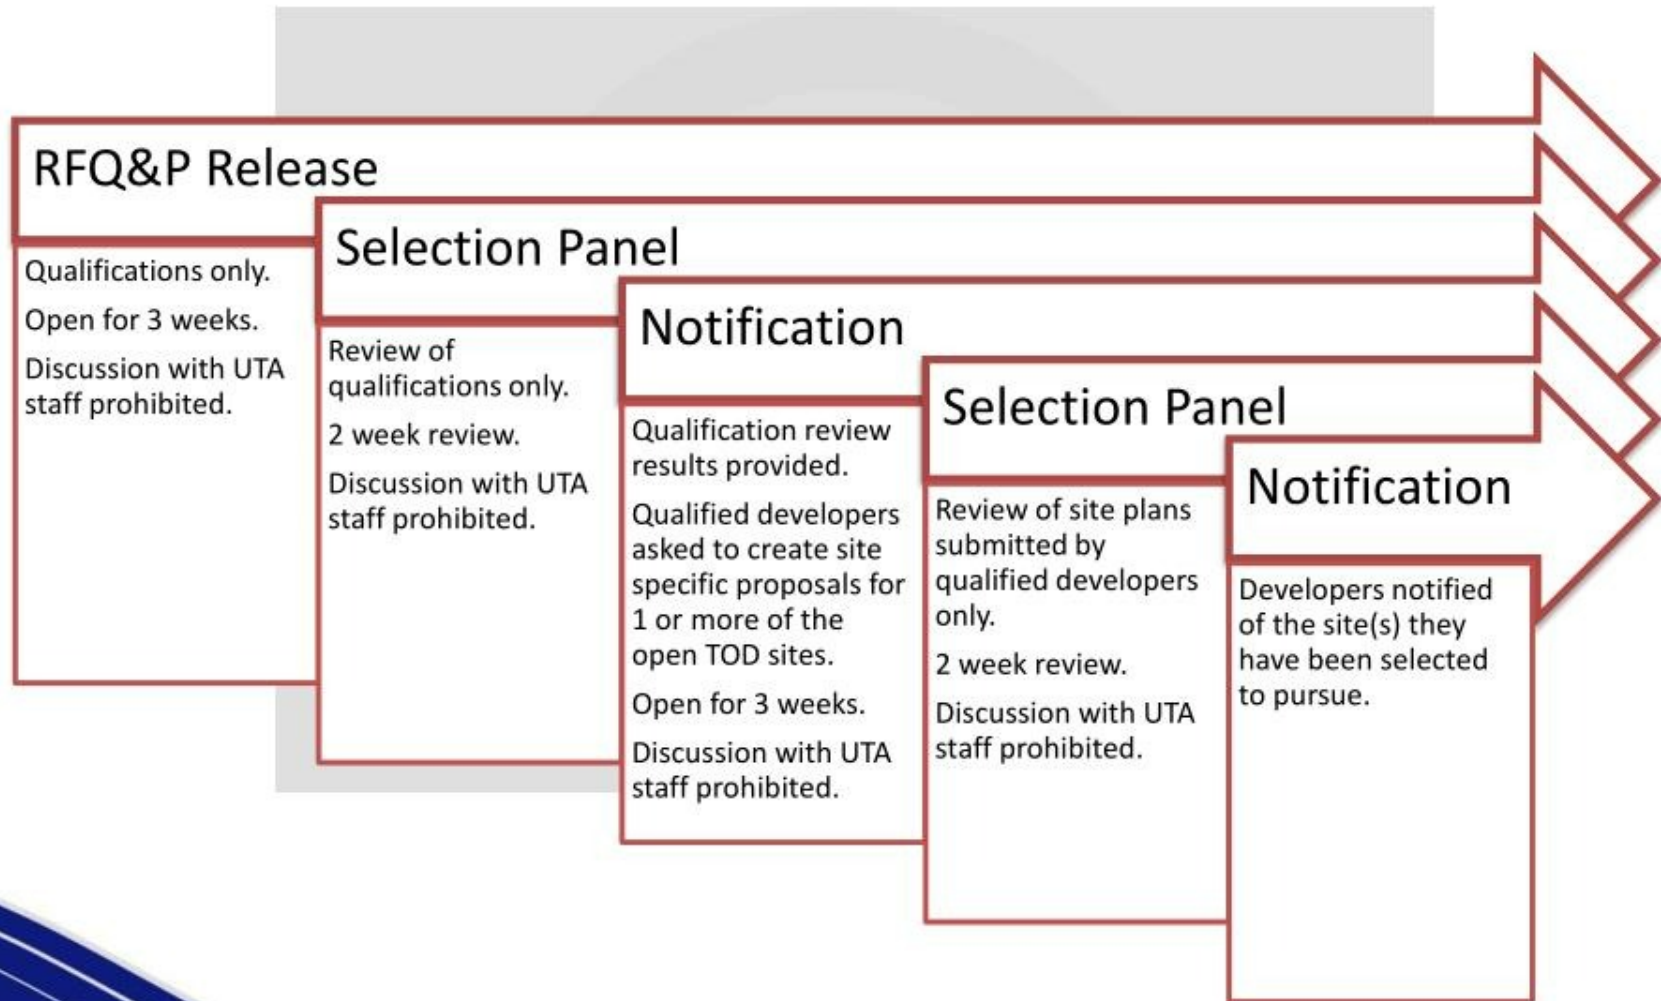 RFQ&P Release
Qualifications only.
Open for 3 weeks.
Discussion with UTA
staff prohibited.
Selection Panel
Review of
qualifications only.
2 week review.
Discussion with UTA
staff prohibited.
Notification
Qualification review
results provided.
Qualified developers
asked to create site
specific proposals for
1 or more of the
open TOD sites.
Open for 3 weeks.
Discussion with UTA
staff prohibited.
Selection Panel
Review of site plans
submitted by
qualified developers
only.
2 week review.
Discussion with UTA
staff prohibited.
Notification
Developers notified
of the site(s) they
have been selected
to pursue.